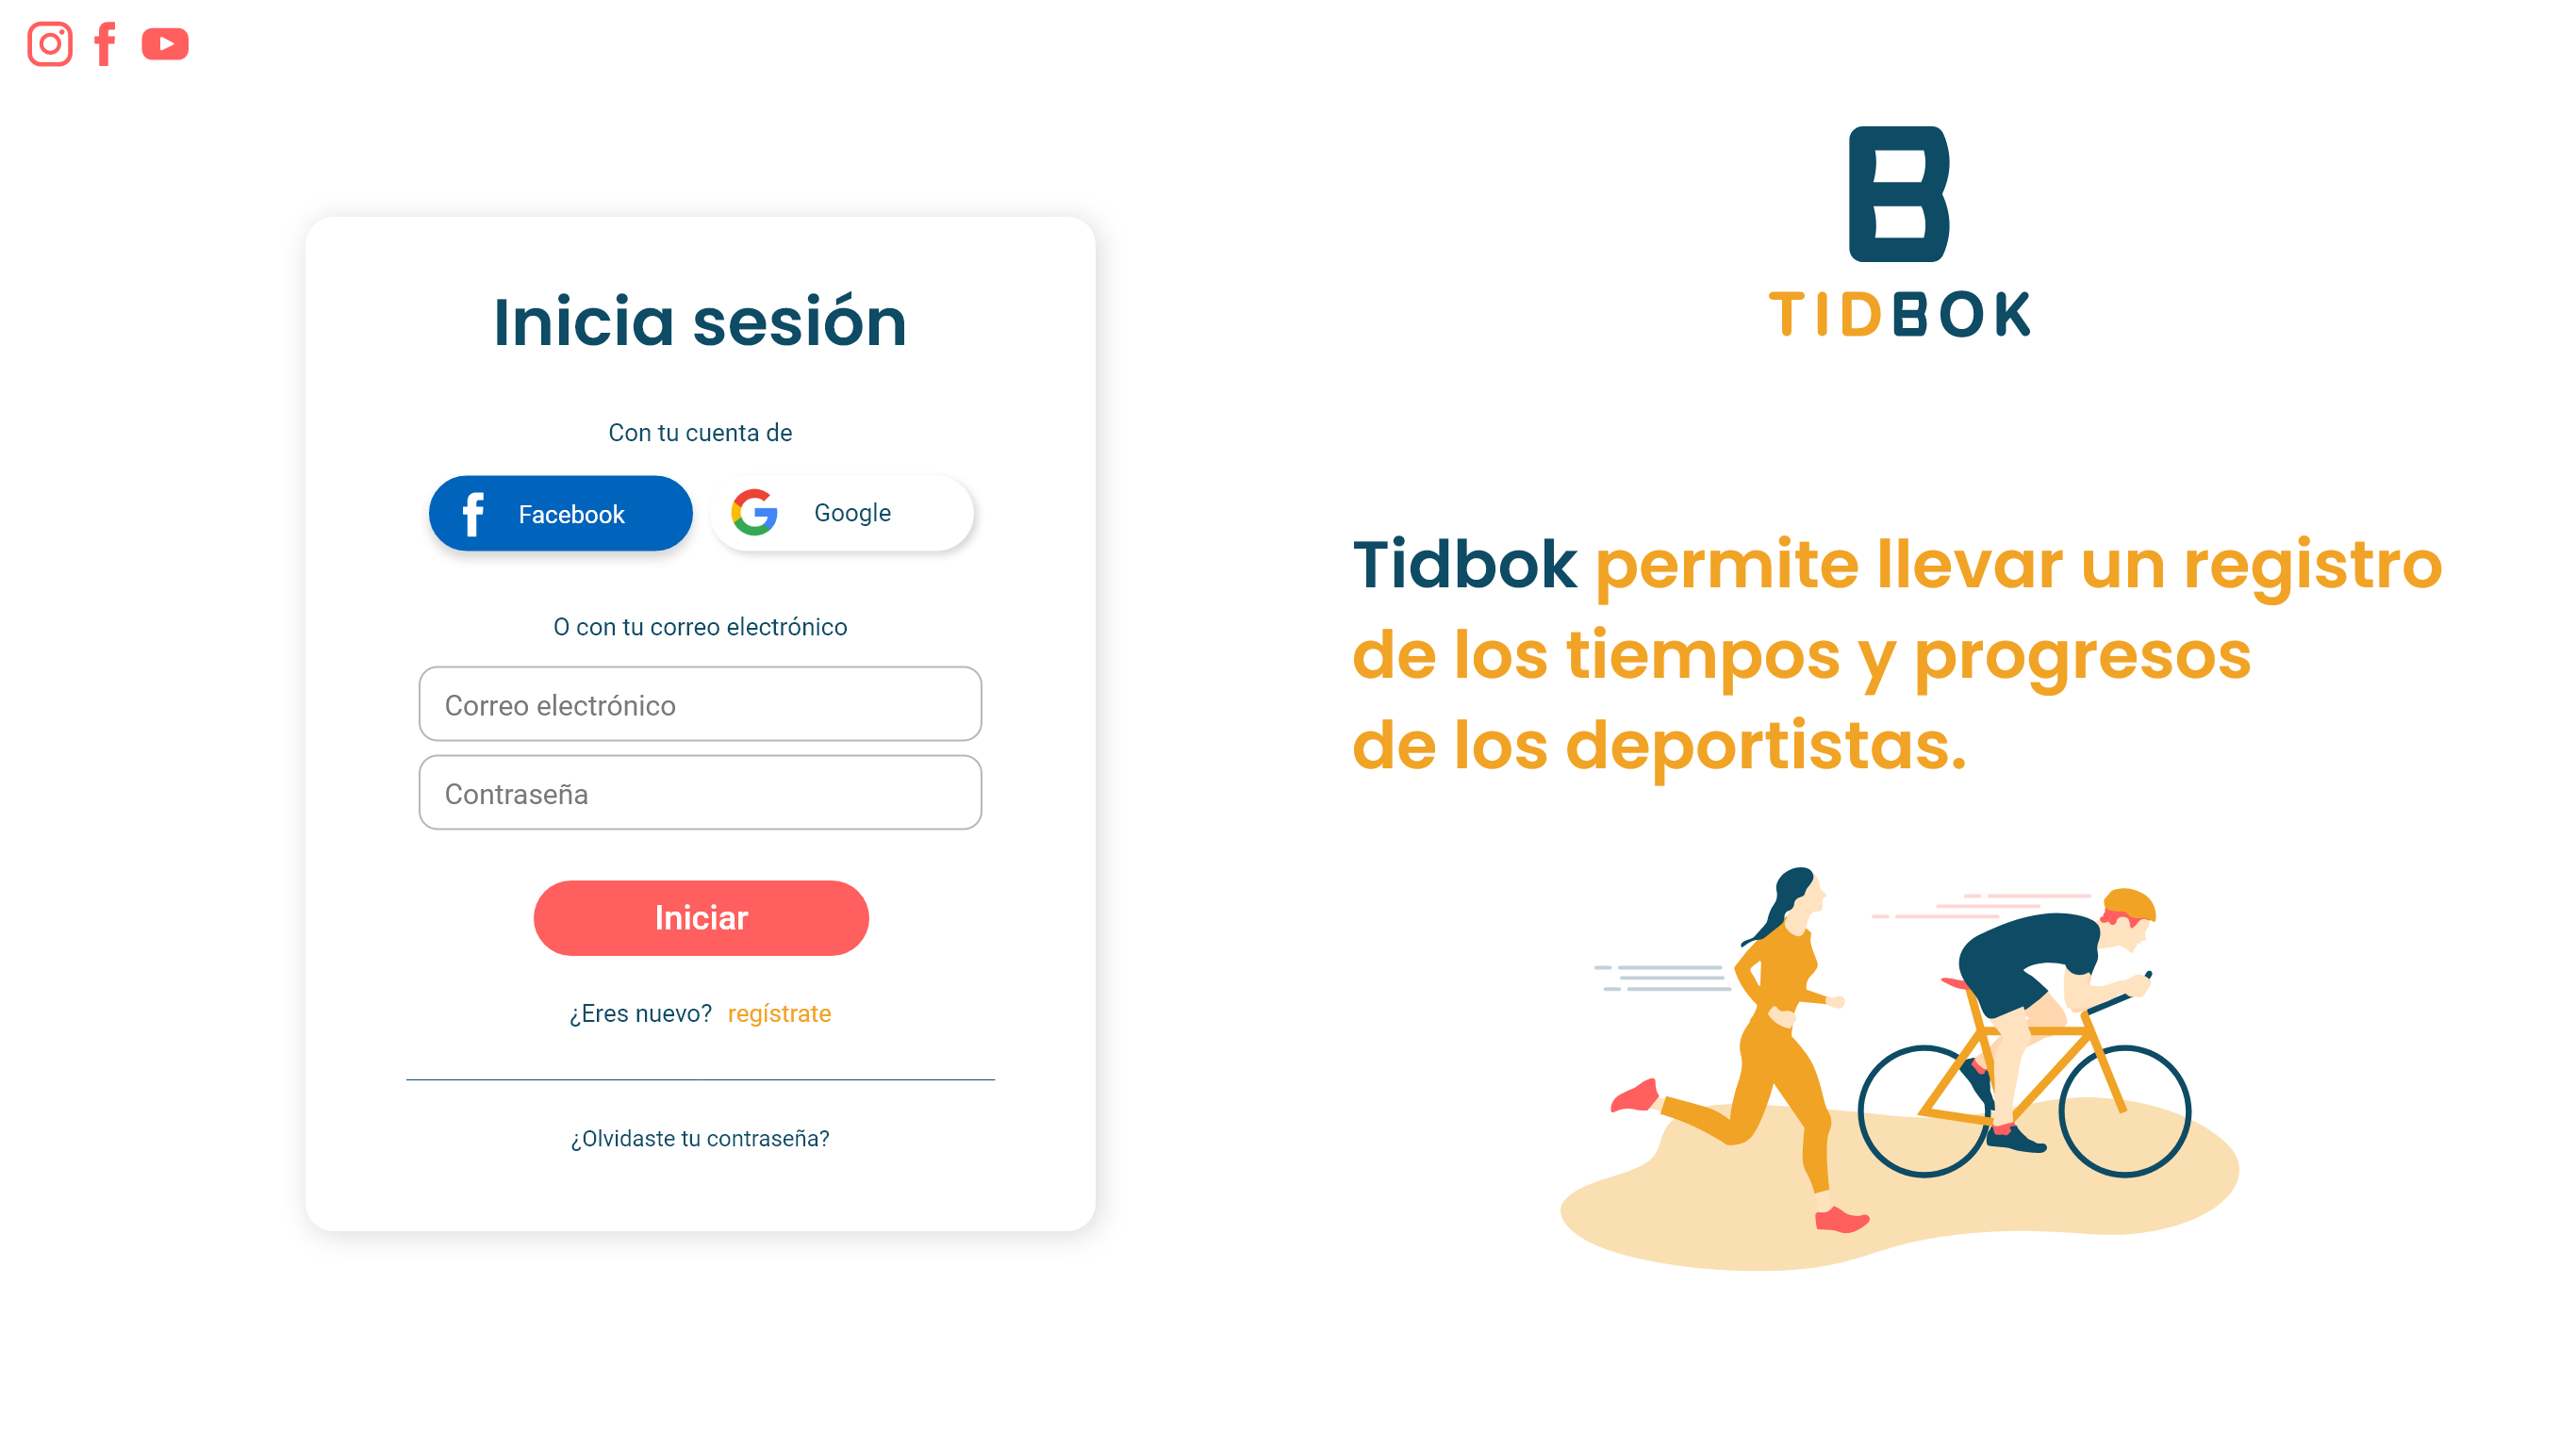 Inicia sesión
Con tu cuenta de
Facebook
Google
O con tu correo electrónico
Correo electrónico
Contraseña
Iniciar
¿Eres nuevo? regístrate
¿Olvidaste tu contraseña?
B
TIDBOK
Tidbok permite llevar un registro
de los tiempos y progresos
de los deportistas.